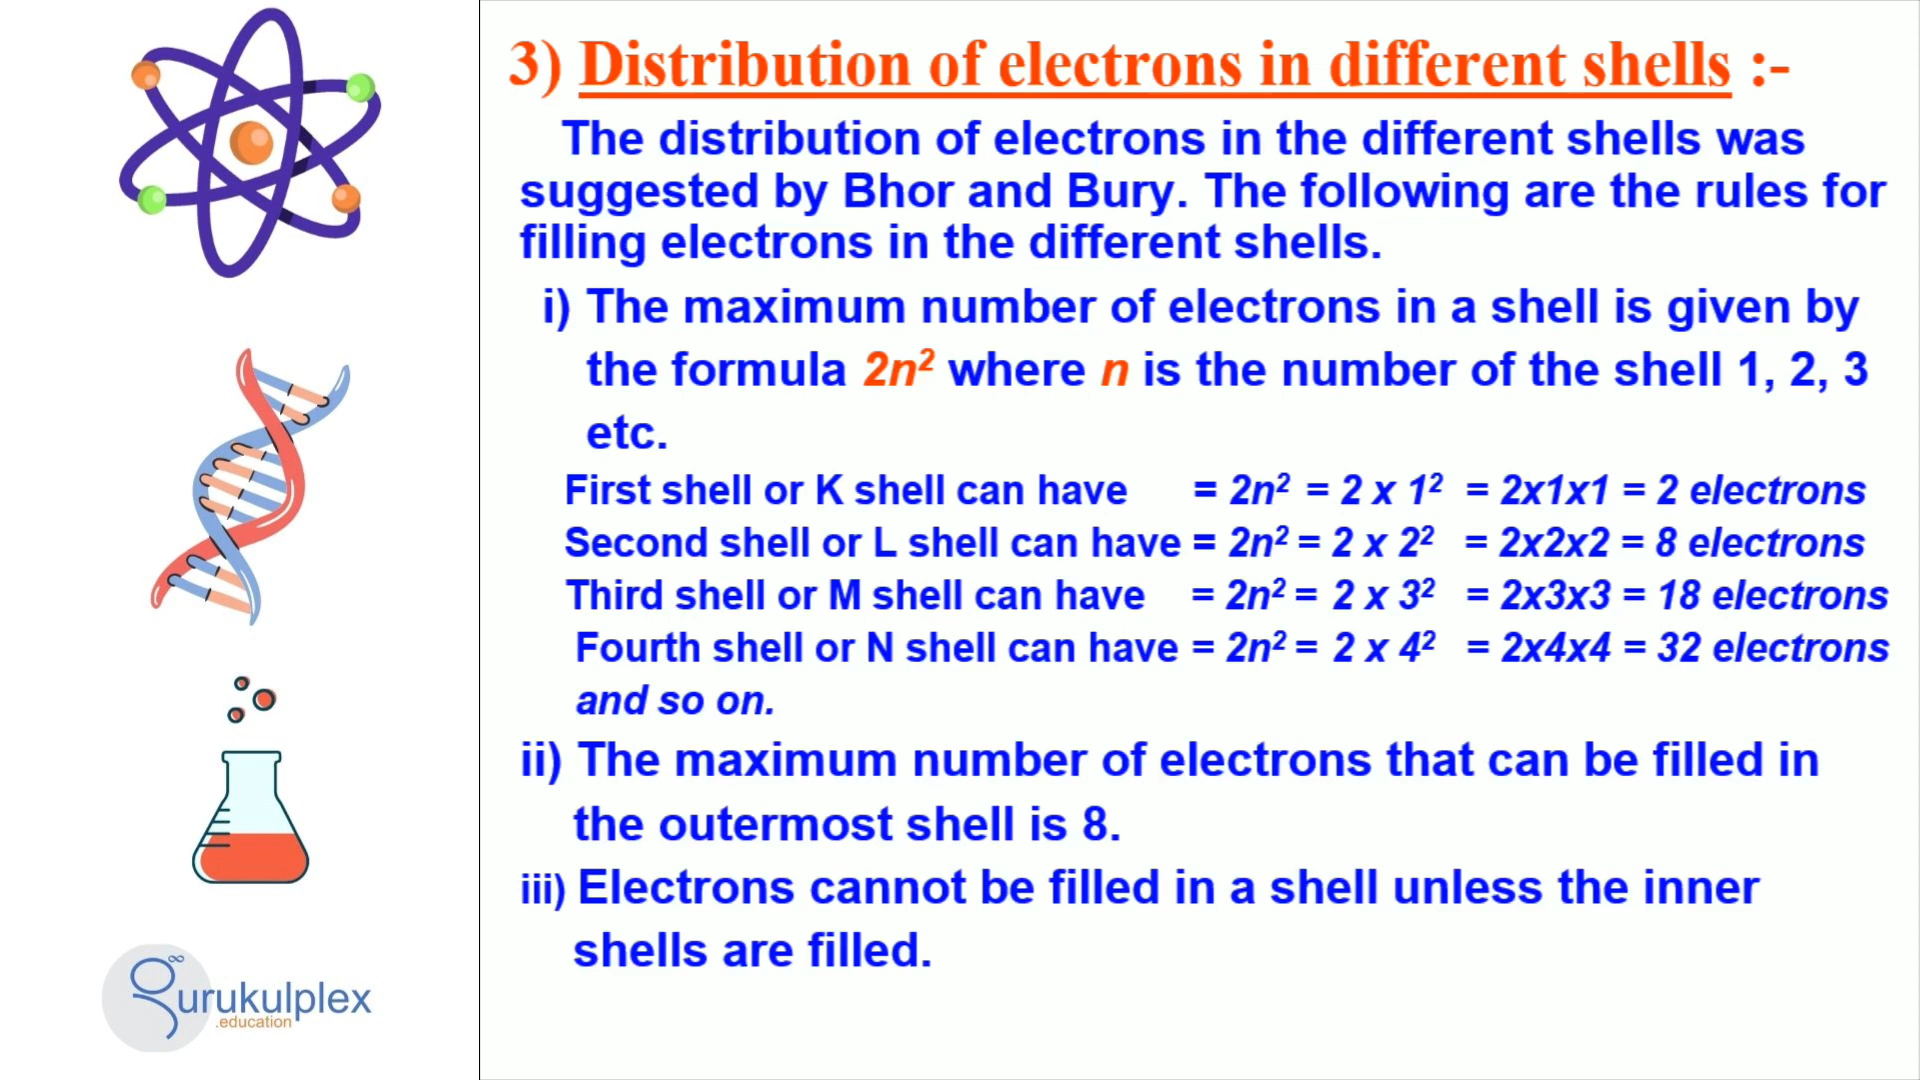 3) Distribution of electrons in different shells :-
The distribution of electrons in the different shells was
suggested by Bhor and Bury. The following are the rules for
filling electrons in the different shells.
i) The maximum number of electrons in a shell is given by
the formula 2n² where n is the number of the shell 1, 2, 3
etc.
First shell or K shell can have = 2n² = 2 x 1² = 2x1x1 = 2 electrons
Second shell or L shell can have = 2n² = 2 x 2² = 2x2x2 = 8 electrons
Third shell or M shell can have = 2n² = 2 x 3² = 2x3x3 = 18 electrons
Fourth shell or N shell can have = 2n² = 2 x 4² = 2x4x4 = 32 electrons
and so on.
ii) The maximum number of electrons that can be filled in
the outermost shell is 8.
iii) Electrons cannot be filled in a shell unless the inner
shells are filled.
gurukulplex
.education